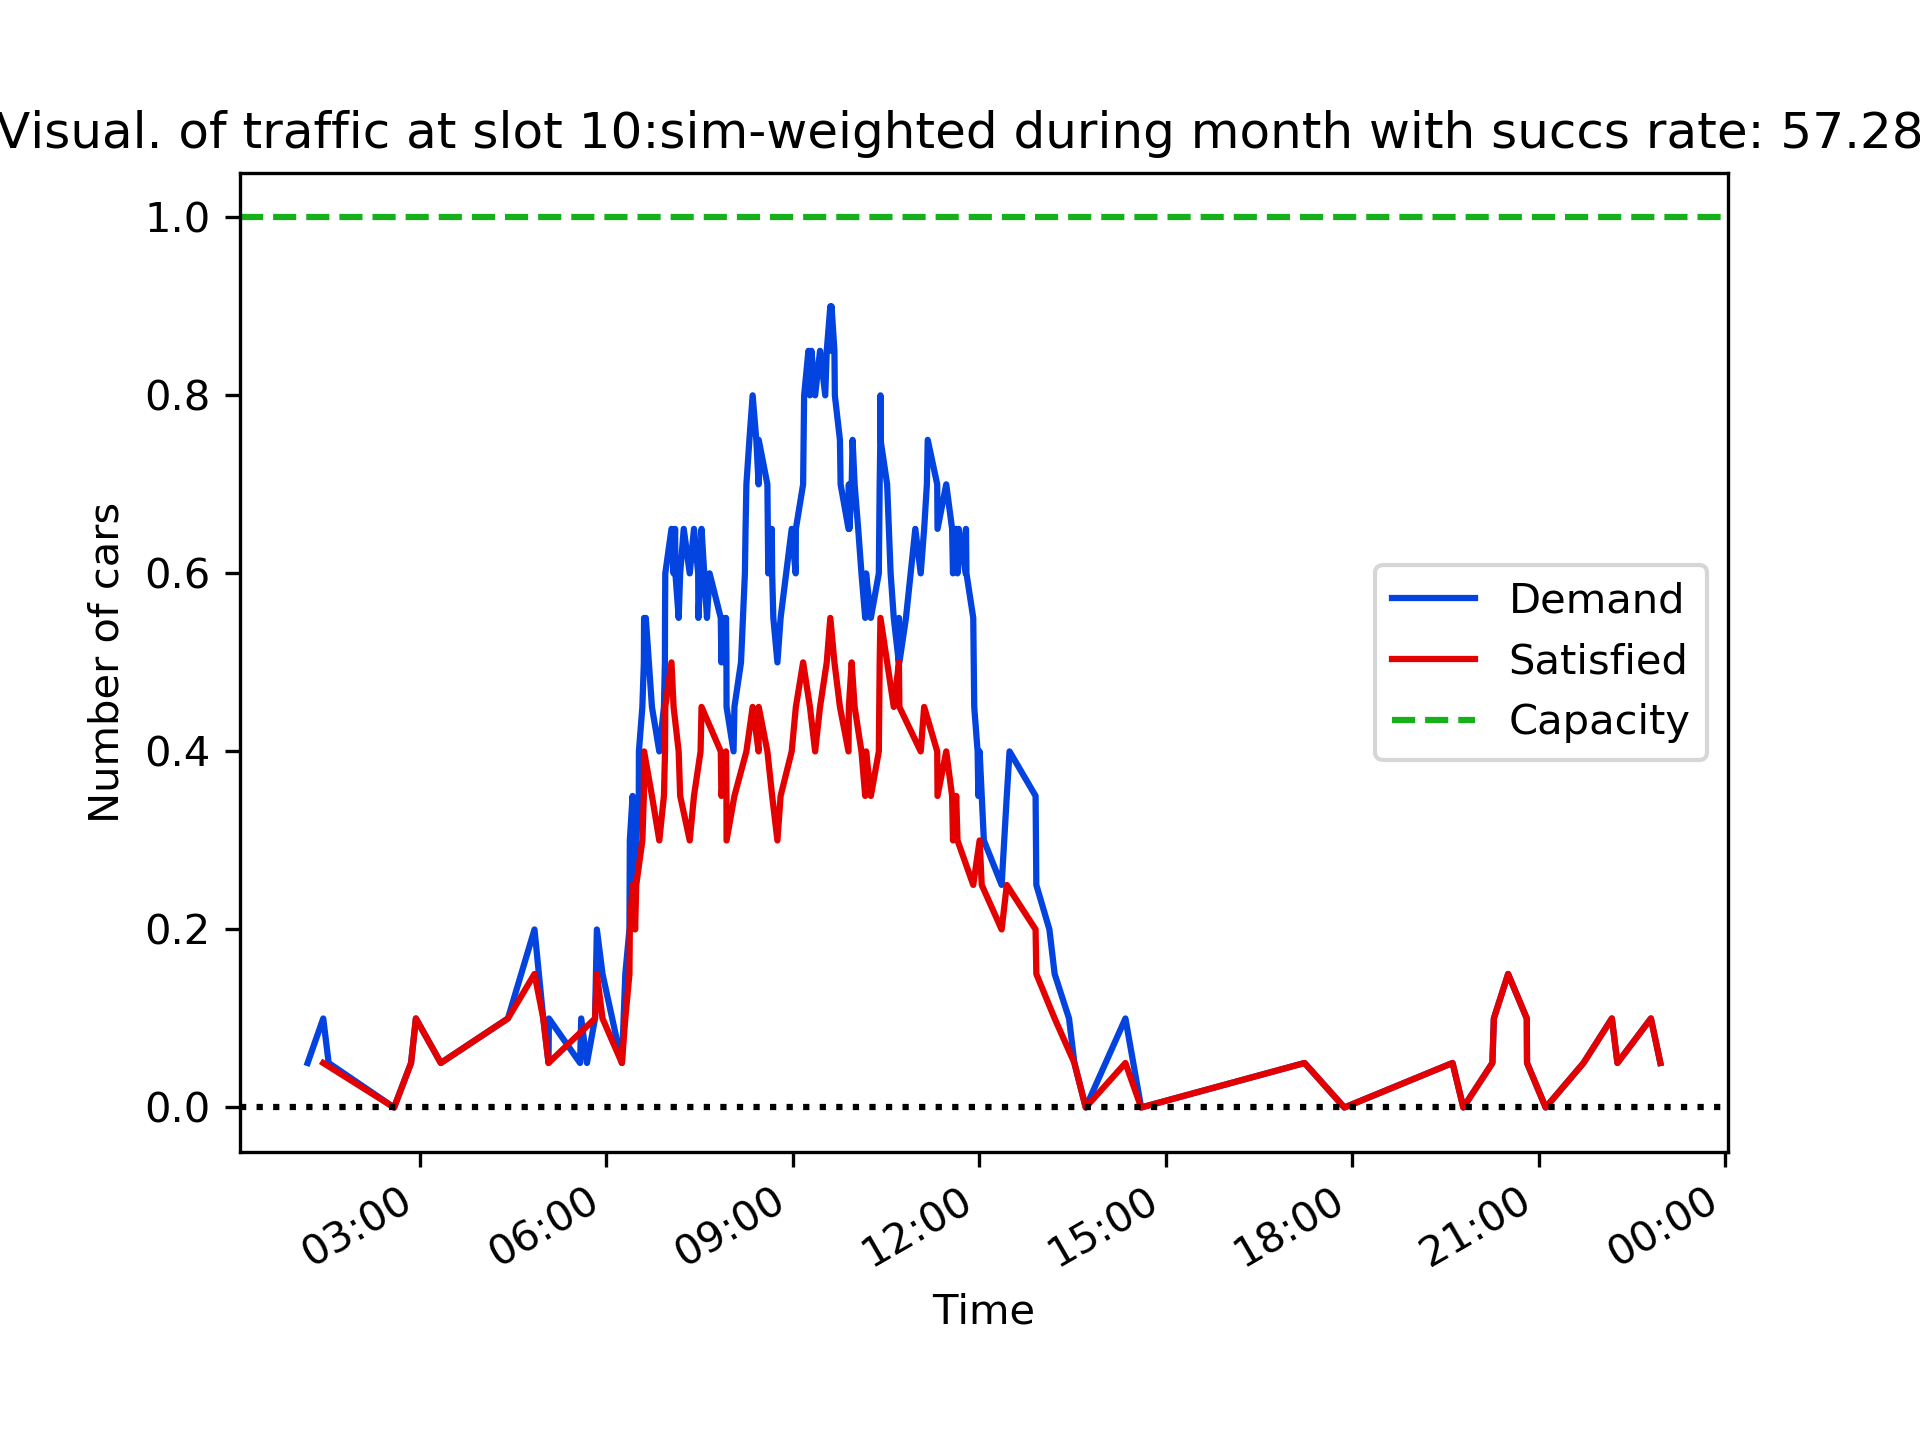 Visual. of traffic at slot 10:sim-weighted during month with succs rate: 57.28
1.0
0.8
0.6
0.4
0.2
0.0
Number of cars
Demand
Satisfied
Capacity
03:00
06:00
09:00
12:00
15:00
18:00
21:00
00:00
Time